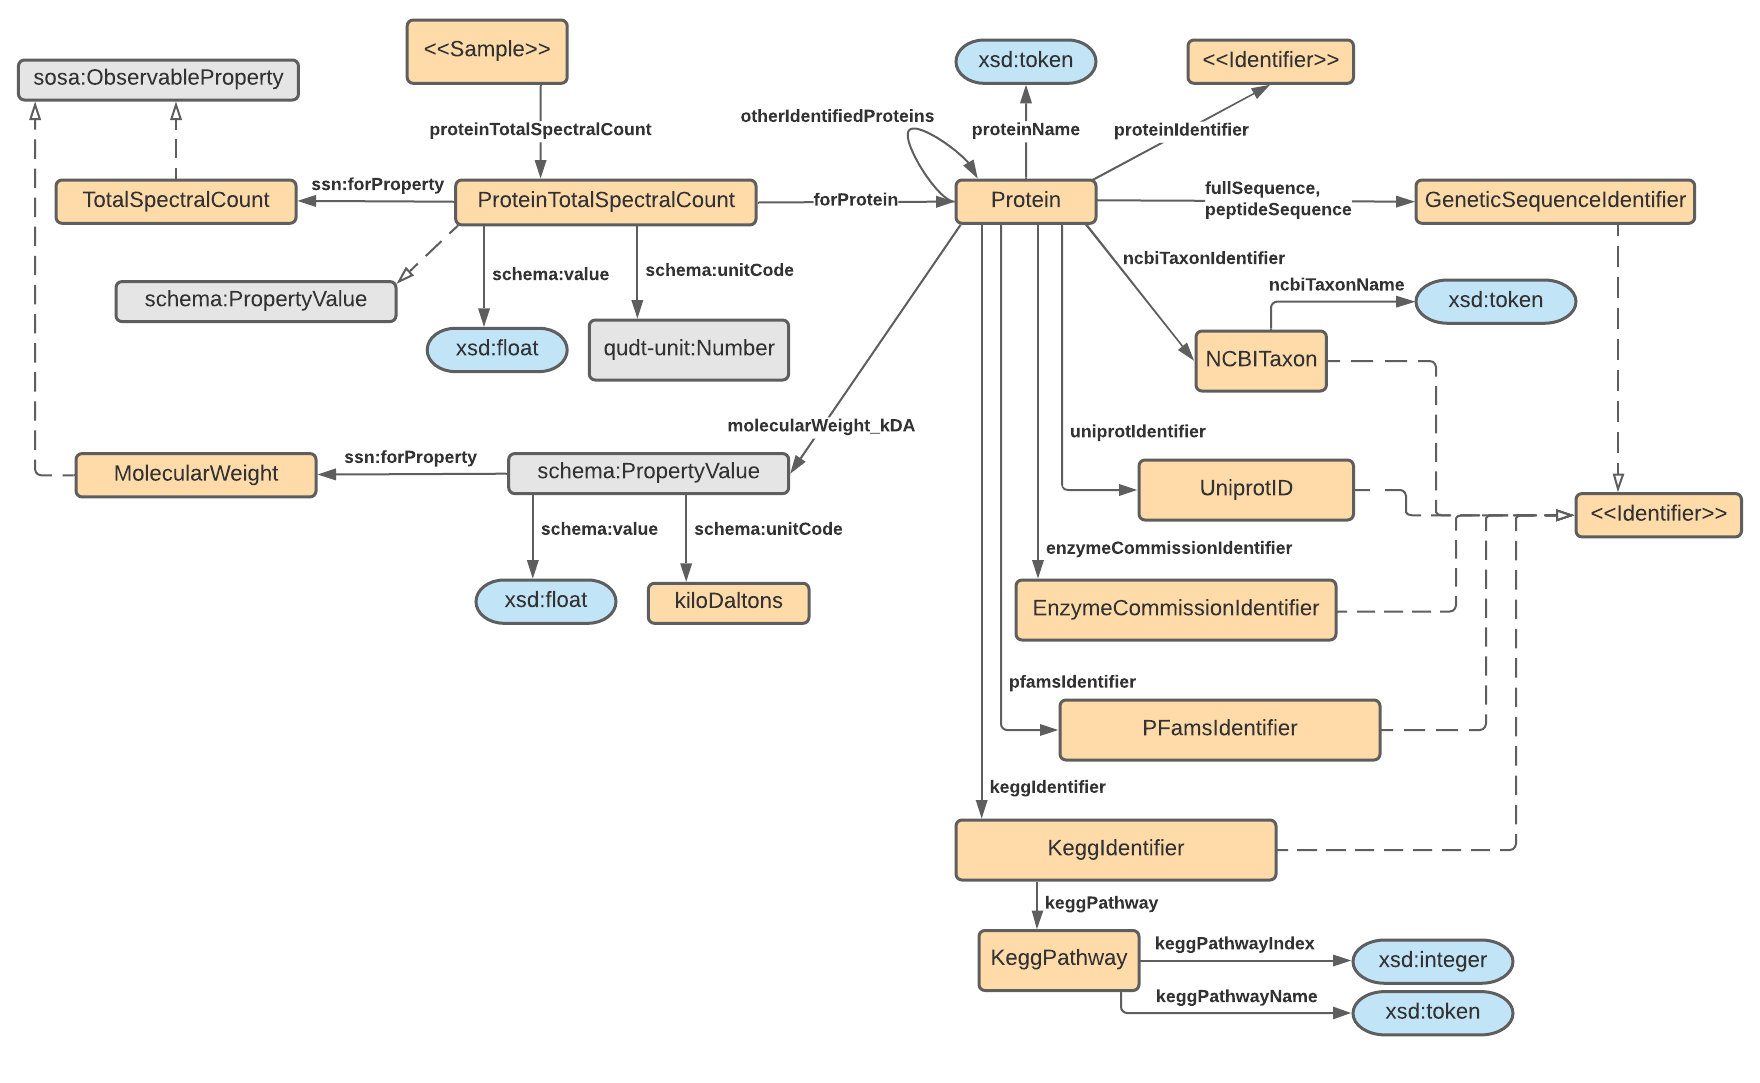 <<Sample>>
xsd:token
<<Identifier>>
sosa:ObservableProperty
otherIdentifiedProteins
proteinTotalSpectralCount
proteinName
proteinIdentifier
TotalSpectralCount
ssn:forProperty
ProteinTotalSpectralCount
forProtein
Protein
fullSequence,
peptideSequence
GeneticSequenceIdentifier
ncbiTaxonIdentifier
schema:value
schema:unitCode
ncbiTaxonName
schema:PropertyValue
xsd:token
xsd:float
qudt-unit:Number
NCBITaxon
molecularWeight_kDA
uniprotIdentifier
ssn:forProperty
MolecularWeight
schema:PropertyValue
UniprotID
<<Identifier>>
schema:value
schema:unitCode
enzymeCommissionIdentifier
xsd:float
kiloDaltons
EnzymeCommissionIdentifier
pfamsIdentifier
PFamsIdentifier
keggIdentifier
KeggIdentifier
keggPathway
keggPathwayIndex
KeggPathway
xsd:integer
keggPathwayName
xsd:token